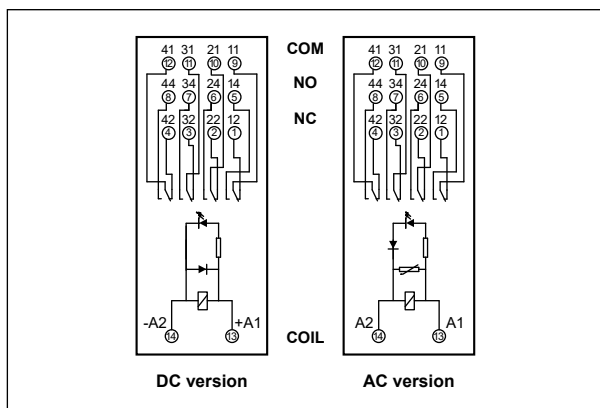 41 31 21 11 COM 41 31 21 11
12 11 10 9 12 11 10 9
44 34 24 14 NO 44 34 24 14
8 7 6 5 8 7 6 5
42 32 22 12 NC 42 32 22 12
4 3 2 1 4 3 2 1
-A2 +A1 A2 A1
14 13 COIL 14 13
DC version AC version